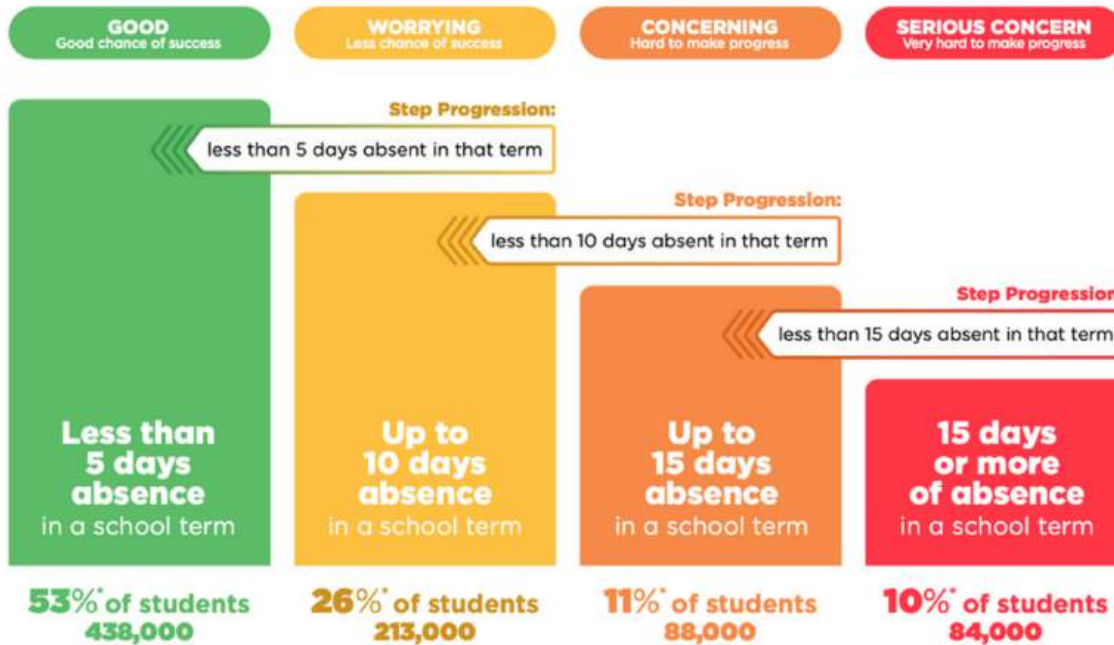 GOOD
Good chance of success
WORRYING
Less chance of success
CONCERNING
Hard to make progress
SERIOUS CONCERN
Very hard to make progress
Step Progression:
less than 5 days absent in that term
Step Progression:
less than 10 days absent in that term
Step Progression
less than 15 days absent in that term
Less than
5 days
absence
in a school term
Up to
10 days
absence
in a school term
Up to
15 days
absence
in a school term
15 days
or more
of absence
in a school term
53%* of students
438,000
26%* of students
213,000
11%* of students
88,000
10%* of students
84,000